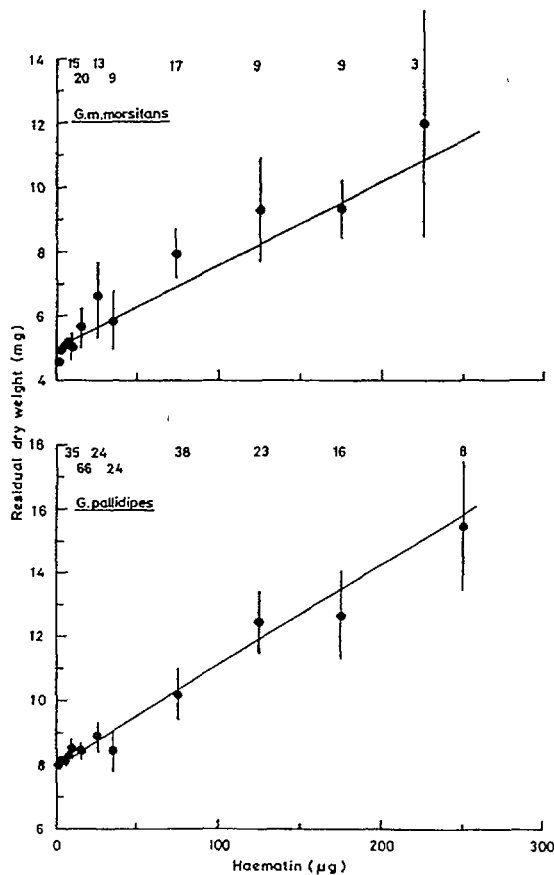 14
15 13 17 9 9 3
20 9
G.m.morsitans
12
10
8
6
4
Residual dry weight (mg)
18
35 24 38 23 16 8
66 24
G.pallidipes
16
14
12
10
8
6
0 100 200 300
Haematin (μg)